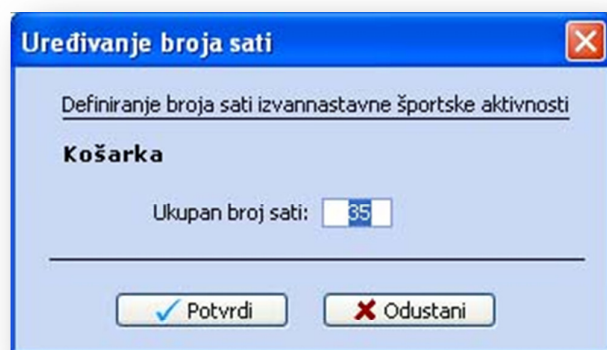 Uređivanje broja sati
Definiranje broja sati izvannastavne športske aktivnosti
Košarka
Ukupan broj sati: 35
Potvrdi Odustani